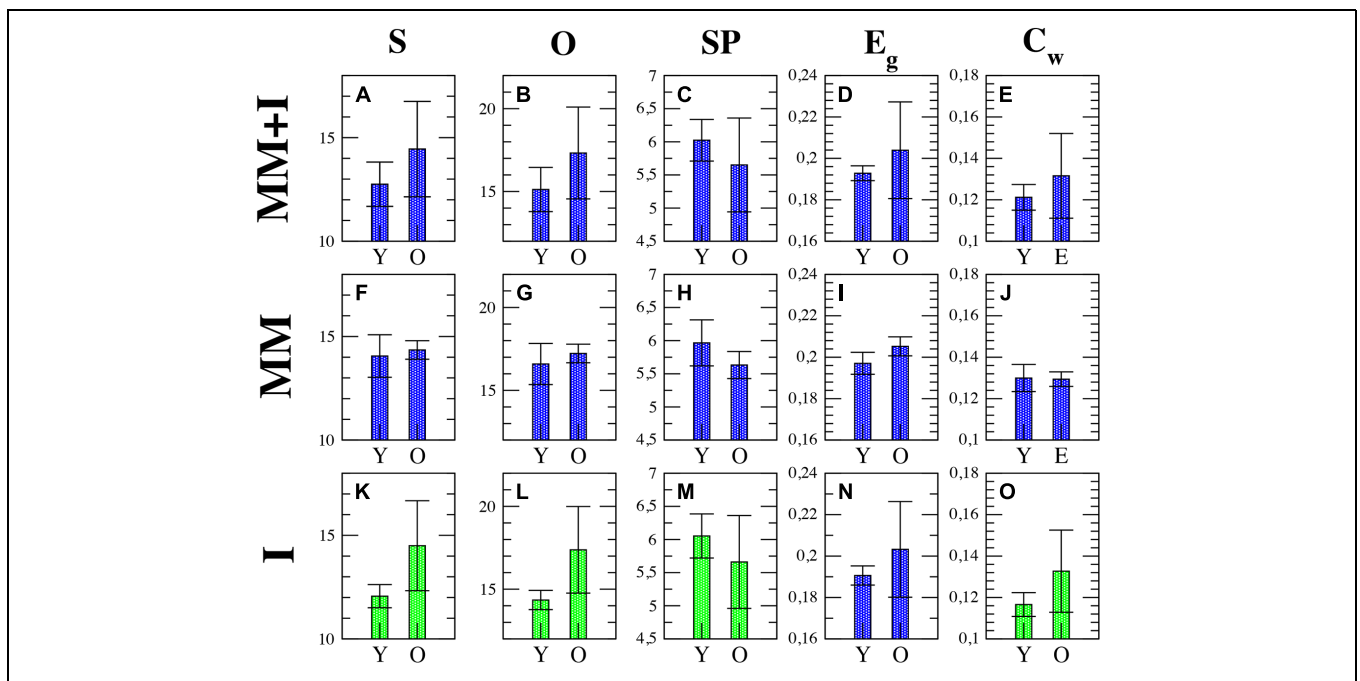 S O SP E_g C_w
MM+I
A
15
10
Y O
B
20
15
Y O
C
7
6,5
6
5,5
5
4,5
Y O
D
0,24
0,22
0,2
0,18
0,16
Y O
E
0,18
0,16
0,14
0,12
0,1
Y E
MM
F
15
10
Y O
G
20
15
Y O
H
7
6,5
6
5,5
5
4,5
Y O
I
0,24
0,22
0,2
0,18
0,16
Y O
J
0,18
0,16
0,14
0,12
0,1
Y E
I
K
15
10
Y O
L
20
15
Y O
M
7
6,5
6
5,5
5
4,5
Y O
N
0,24
0,22
0,2
0,18
0,16
Y O
O
0,18
0,16
0,14
0,12
0,1
Y O